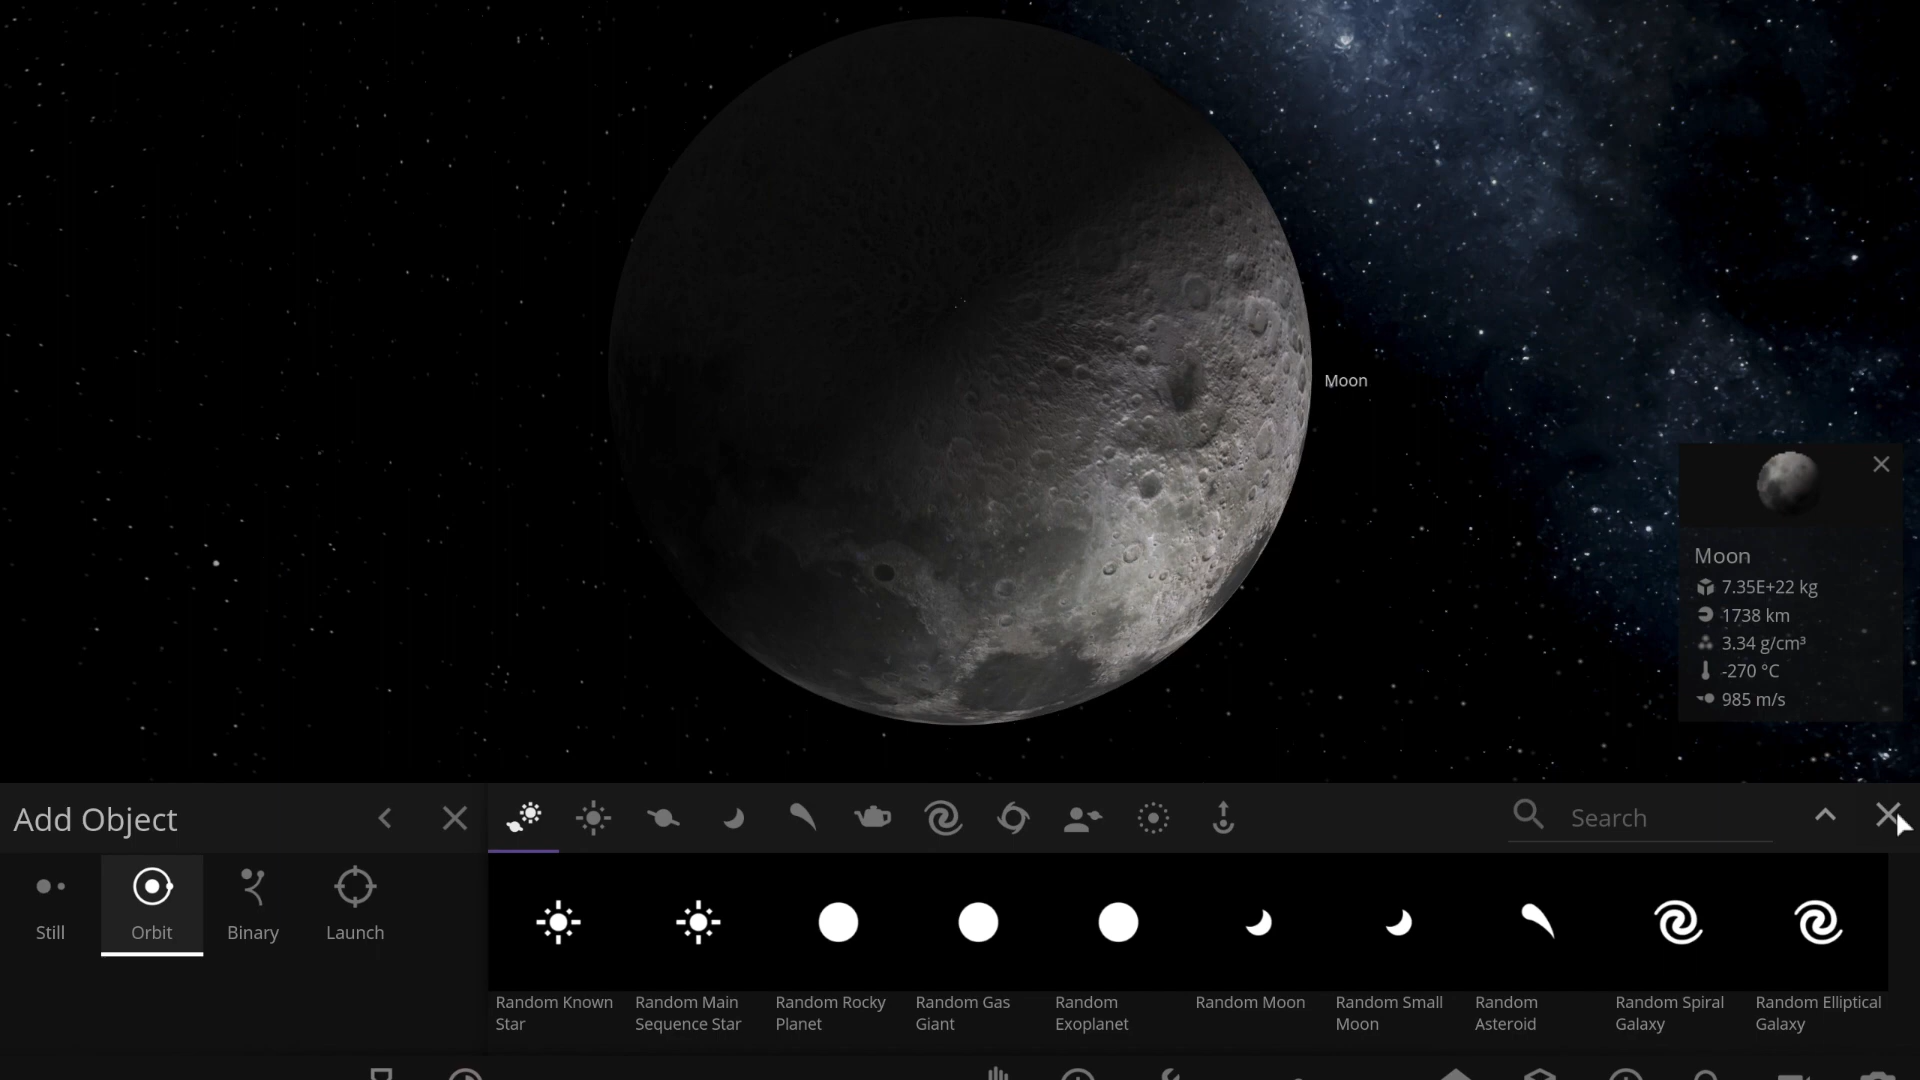 Moon
Moon
7.35E+22 kg
1738 km
3.34 g/cm³
-270 °C
985 m/s
Add Object
Search
Still
Orbit
Binary
Launch
Random Known
Star
Random Main
Sequence Star
Random Rocky
Planet
Random Gas
Giant
Random
Exoplanet
Random Moon
Random Small
Moon
Random
Asteroid
Random Spiral
Galaxy
Random Elliptical
Galaxy